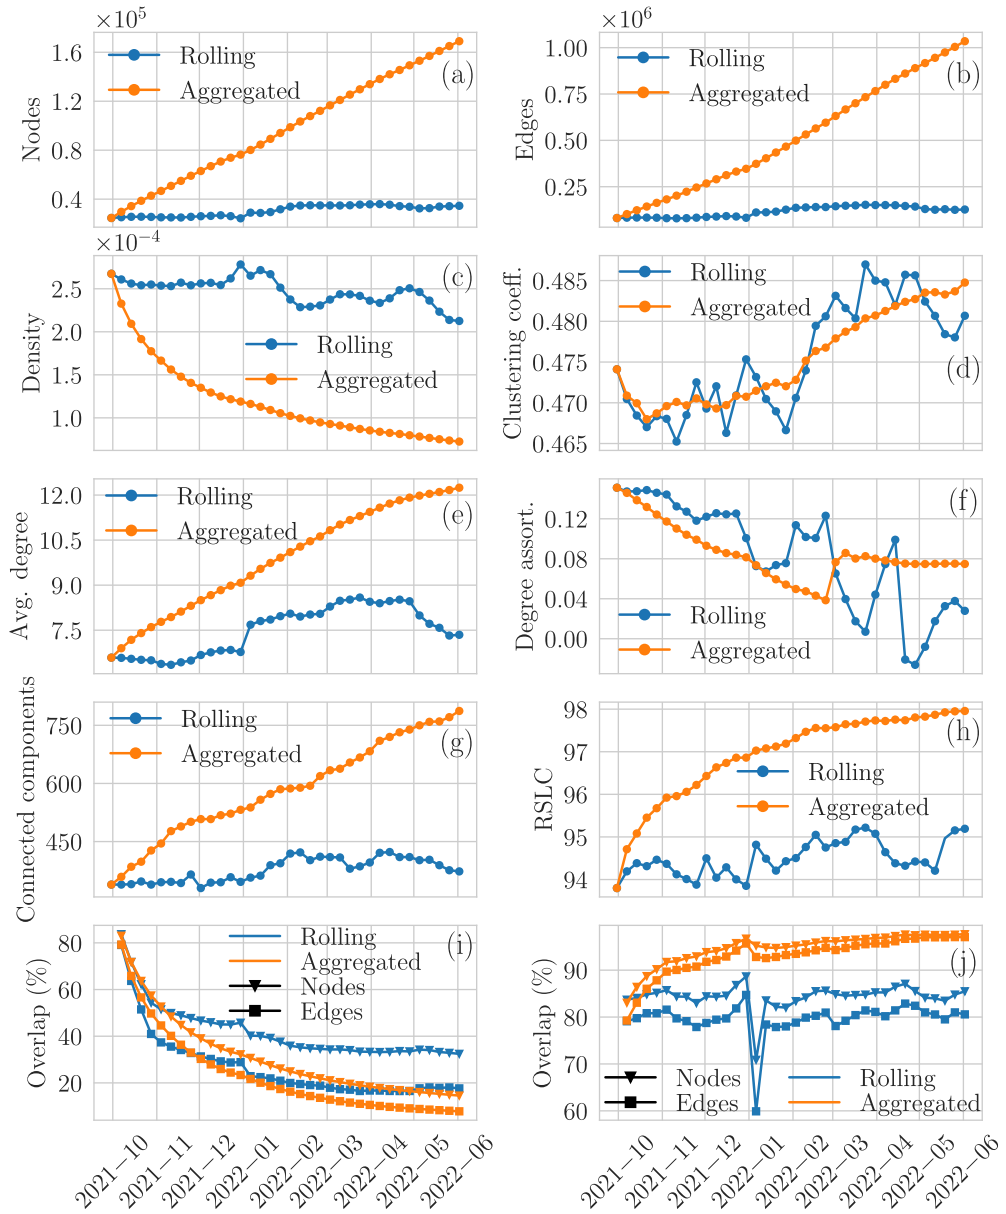 ×10⁵
1.6
1.2
0.8
0.4
Nodes
Rolling
Aggregated
(a)
×10⁶
1.00
0.75
0.50
0.25
Edges
Rolling
Aggregated
(b)
×10⁻⁴
2.5
2.0
1.5
1.0
Density
Rolling
Aggregated
(c)
0.485
0.480
0.475
0.470
0.465
Clustering coeff.
Rolling
Aggregated
(d)
12.0
10.5
9.0
7.5
Avg. degree
Rolling
Aggregated
(e)
0.12
0.08
0.04
0.00
Degree assort.
Rolling
Aggregated
(f)
750
600
450
Connected components
Rolling
Aggregated
(g)
98
97
96
95
94
RSLC
Rolling
Aggregated
(h)
80
60
40
20
Overlap (%)
Rolling
Aggregated
Nodes
Edges
(i)
2021−10
2021−11
2021−12
2022−01
2022−02
2022−03
2022−04
2022−05
2022−06
90
80
70
60
Overlap (%)
Nodes
Edges
Rolling
Aggregated
(j)
2021−10
2021−11
2021−12
2022−01
2022−02
2022−03
2022−04
2022−05
2022−06